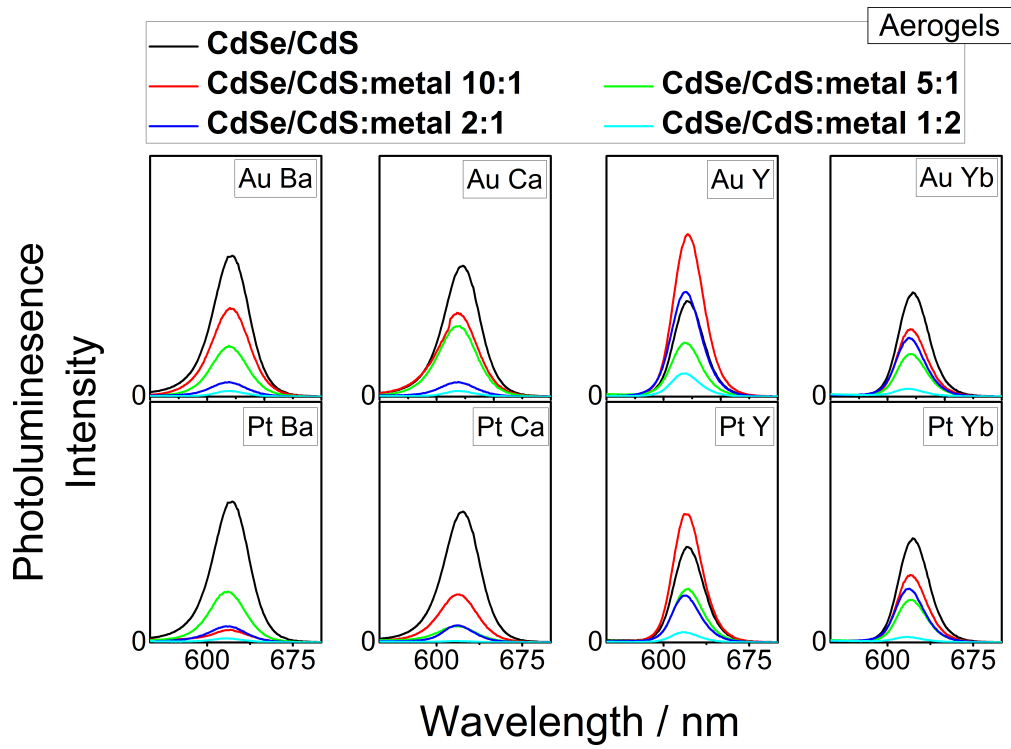 Aerogels
CdSe/CdS
CdSe/CdS:metal 10:1
CdSe/CdS:metal 5:1
CdSe/CdS:metal 2:1
CdSe/CdS:metal 1:2
Au Ba
Au Ca
Au Y
Au Yb
0
0
0
0
Pt Ba
Pt Ca
Pt Y
Pt Yb
0
0
0
0
600 675
600 675
600 675
600 675
Photoluminesence
Intensity
Wavelength / nm